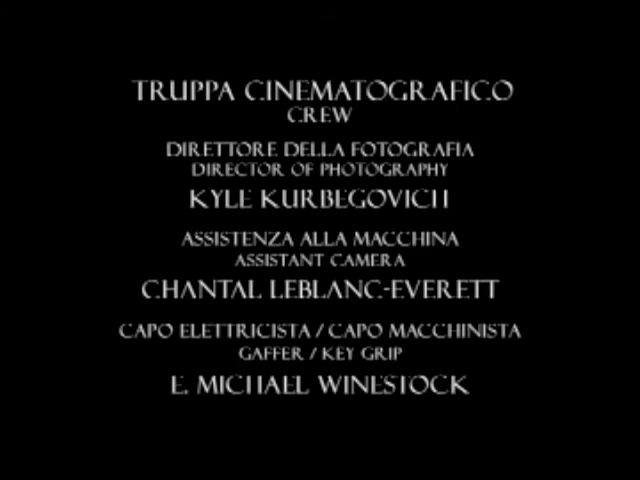 TRUPPA CINEMATOGRAFICO
CREW
DIRETTORE DELLA FOTOGRAFIA
DIRECTOR OF PHOTOGRAPHY
KYLE KURBEGOVICH
ASSISTENZA ALLA MACCHINA
ASSISTANT CAMERA
CHANTAL LEBLANC-EVERETT
CAPO ELETTRICISTA / CAPO MACCHINISTA
GAFFER / KEY GRIP
E. MICHAEL WINESTOCK